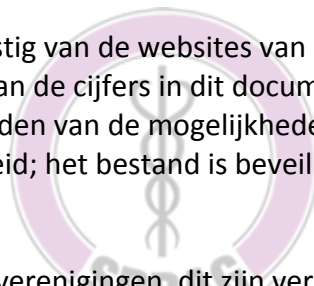 stig van de websites van
an de cijfers in dit docum
den van de mogelijkhede
eid; het bestand is beveil
verenigingen, dit zijn ver